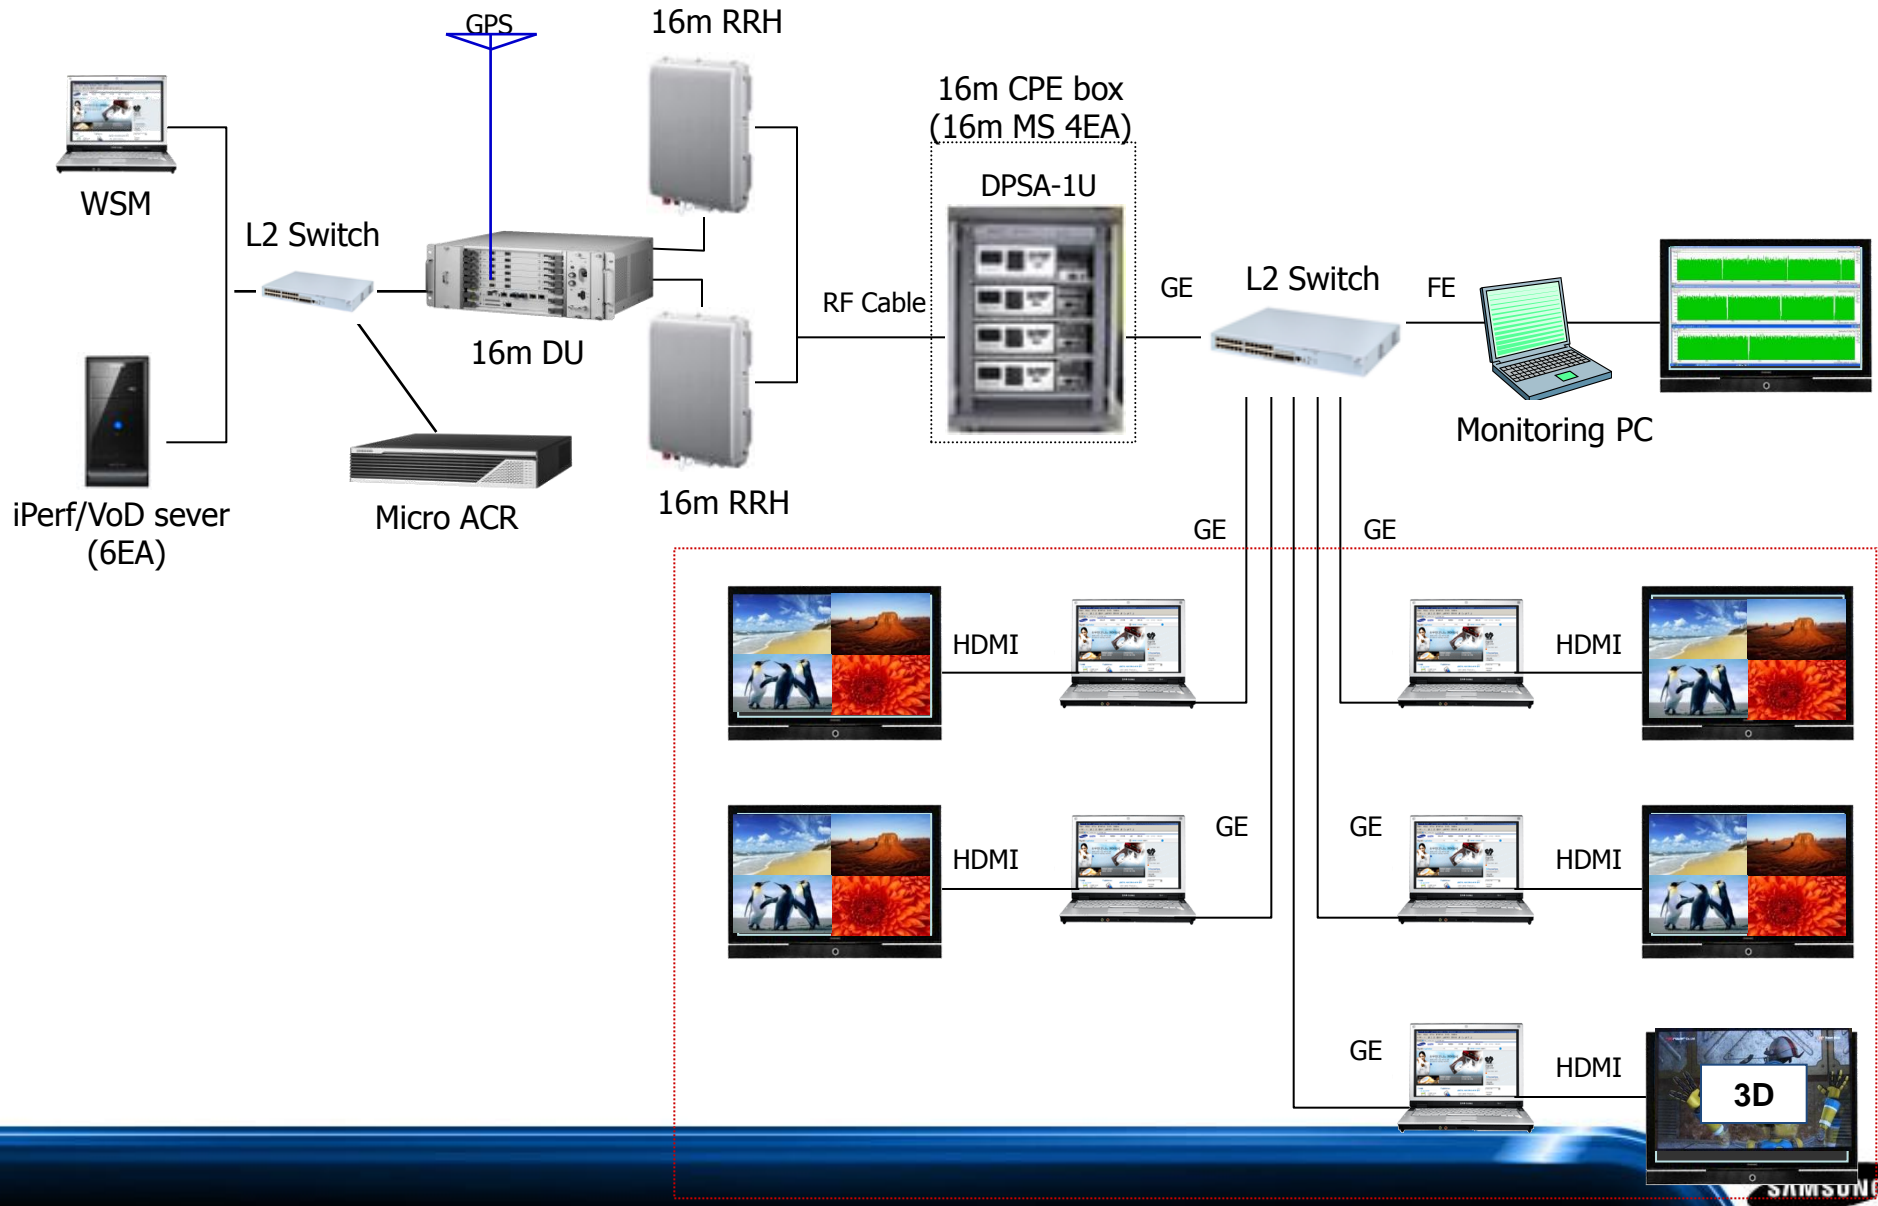 GPS
16m RRH
16m CPE box
(16m MS 4EA)
DPSA-1U
WSM
L2 Switch
16m DU
RF Cable
GE
L2 Switch
FE
Monitoring PC
iPerf/VoD sever
(6EA)
Micro ACR
16m RRH
GE
GE
HDMI
HDMI
HDMI
GE
GE
HDMI
GE
HDMI
3D
SAMSUNG